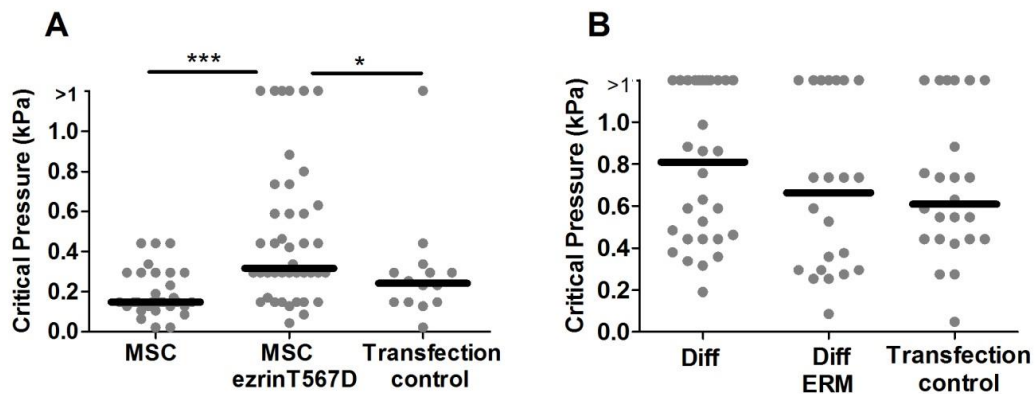 A
B
***
*
Critical Pressure (kPa)
>1
1.0
0.8
0.6
0.4
0.2
0.0
MSC
MSC
ezrinT567D
Transfection
control
Critical Pressure (kPa)
>1
1.0
0.8
0.6
0.4
0.2
0.0
Diff
Diff
ERM
Transfection
control